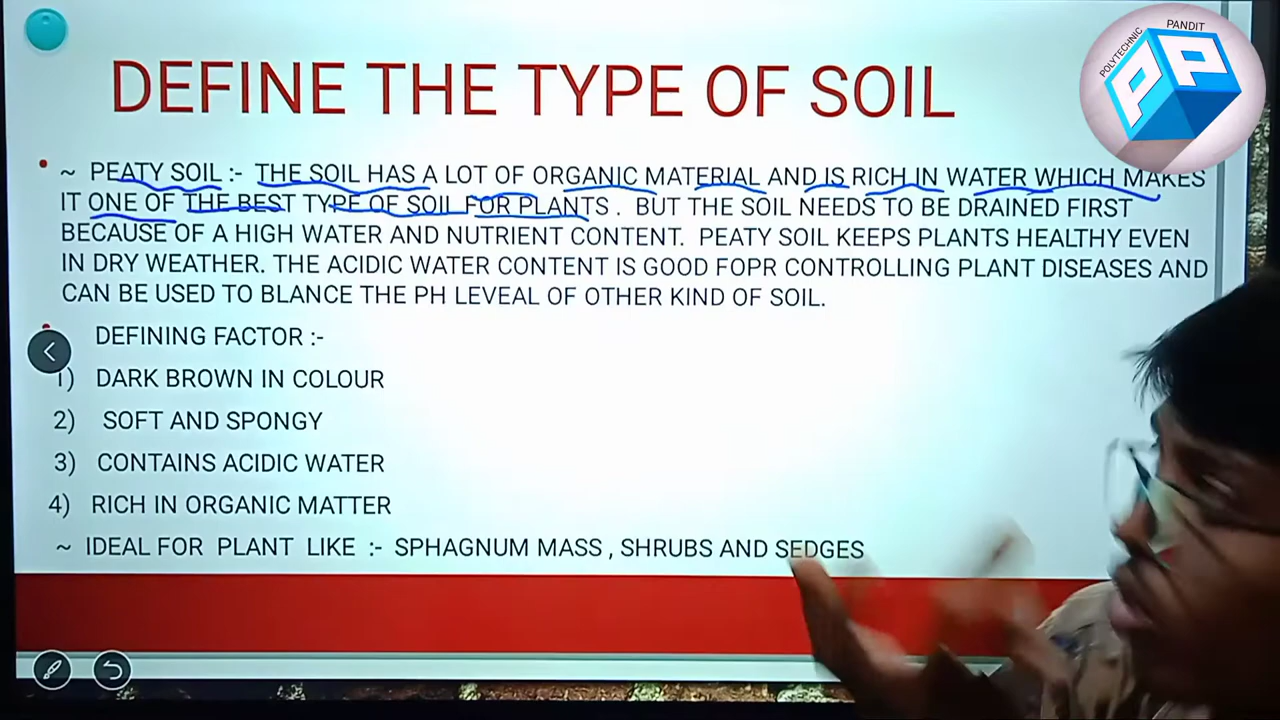 POLYTECHNIC PANDIT
PP
DEFINE THE TYPE OF SOIL
~ PEATY SOIL :- THE SOIL HAS A LOT OF ORGANIC MATERIAL AND IS RICH IN WATER WHICH MAKES
IT ONE OF THE BEST TYPE OF SOIL FOR PLANTS . BUT THE SOIL NEEDS TO BE DRAINED FIRST
BECAUSE OF A HIGH WATER AND NUTRIENT CONTENT. PEATY SOIL KEEPS PLANTS HEALTHY EVEN
IN DRY WEATHER. THE ACIDIC WATER CONTENT IS GOOD FOPR CONTROLLING PLANT DISEASES AND
CAN BE USED TO BLANCE THE PH LEVEAL OF OTHER KIND OF SOIL.
DEFINING FACTOR :-
1) DARK BROWN IN COLOUR
2) SOFT AND SPONGY
3) CONTAINS ACIDIC WATER
4) RICH IN ORGANIC MATTER
~ IDEAL FOR PLANT LIKE :- SPHAGNUM MASS , SHRUBS AND SEDGES